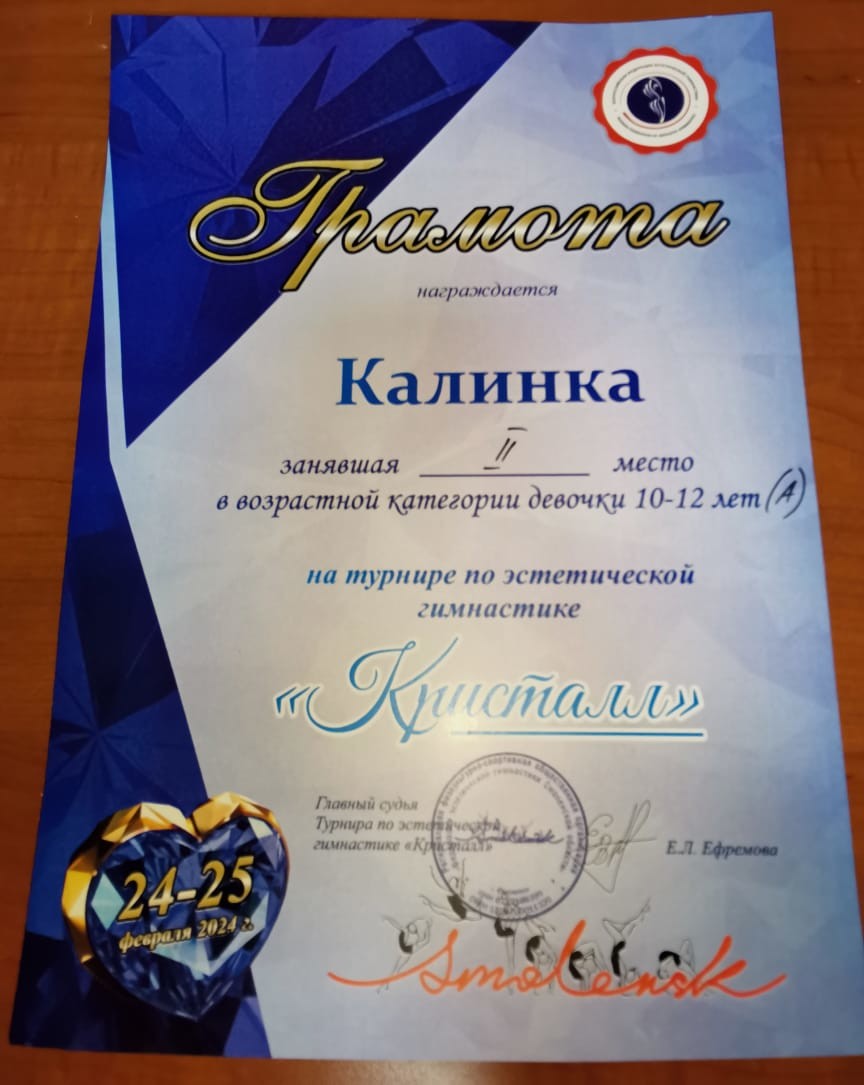 Грамота
награждается
Калинка
занявшая II место
в возрастной категории девочки 10-12 лет (А)
на турнире по эстетической
гимнастике
«Кристалл»
Главный судья
Турнира по эстетической
гимнастике «Кристалл»
Е.Л. Ефремова
24-25
февраля 2024 г.
Smolensk